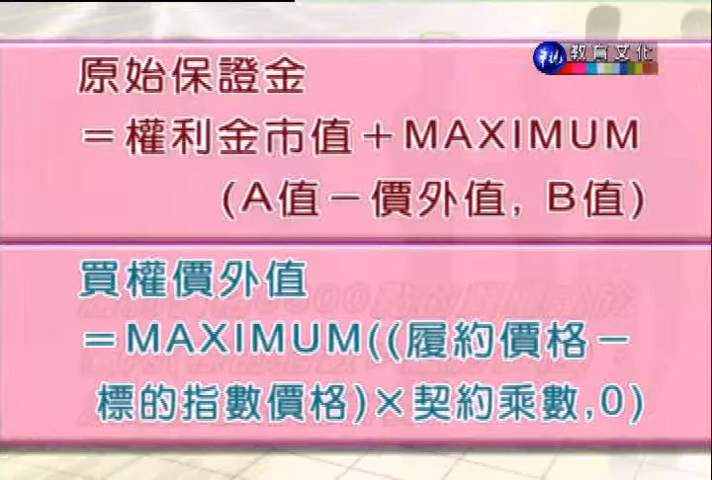 華視
教育文化
原始保證金
＝權利金市值＋MAXIMUM
(A值－價外值, B值)
買權價外值
＝MAXIMUM((履約價格－
標的指數價格)×契約乘數,0)